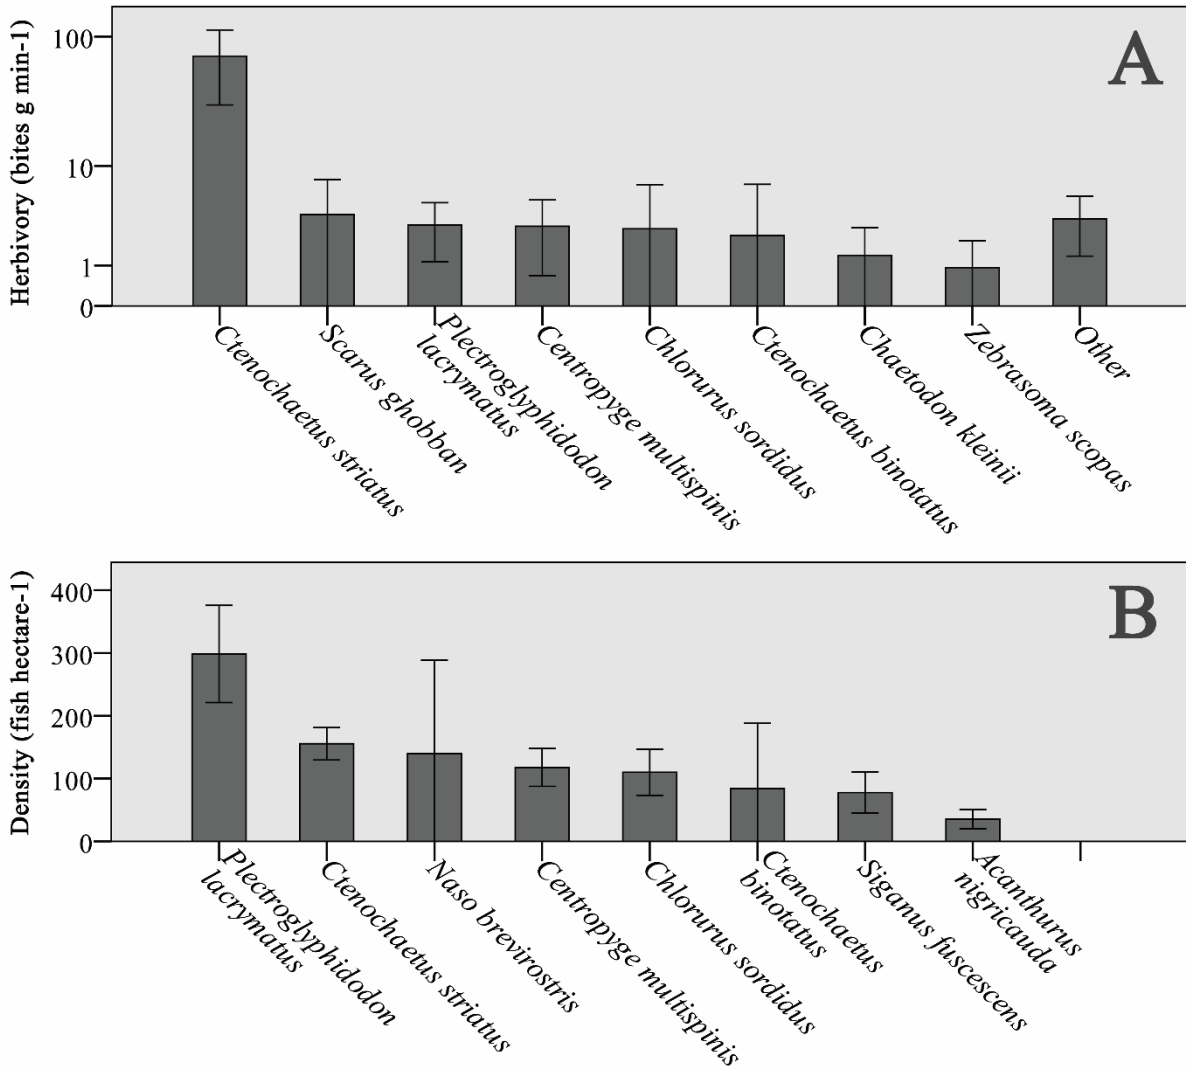 A
Herbivory (bites g min-1)
100
10
1
0
Ctenochaetus striatus
Scarus ghobban
Plectroglyphidodon
lacrymatus
Centropyge multispinis
Chlorurus sordidus
Ctenochaetus binotatus
Chaetodon kleinii
Zebrasoma scopas
Other
B
Density (fish hectare-1)
400
300
200
100
0
Plectroglyphidodon
lacrymatus
Ctenochaetus striatus
Naso brevirostris
Centropyge multispinis
Chlorurus sordidus
Ctenochaetus
binotatus
Siganus fuscescens
Acanthurus
nigricauda